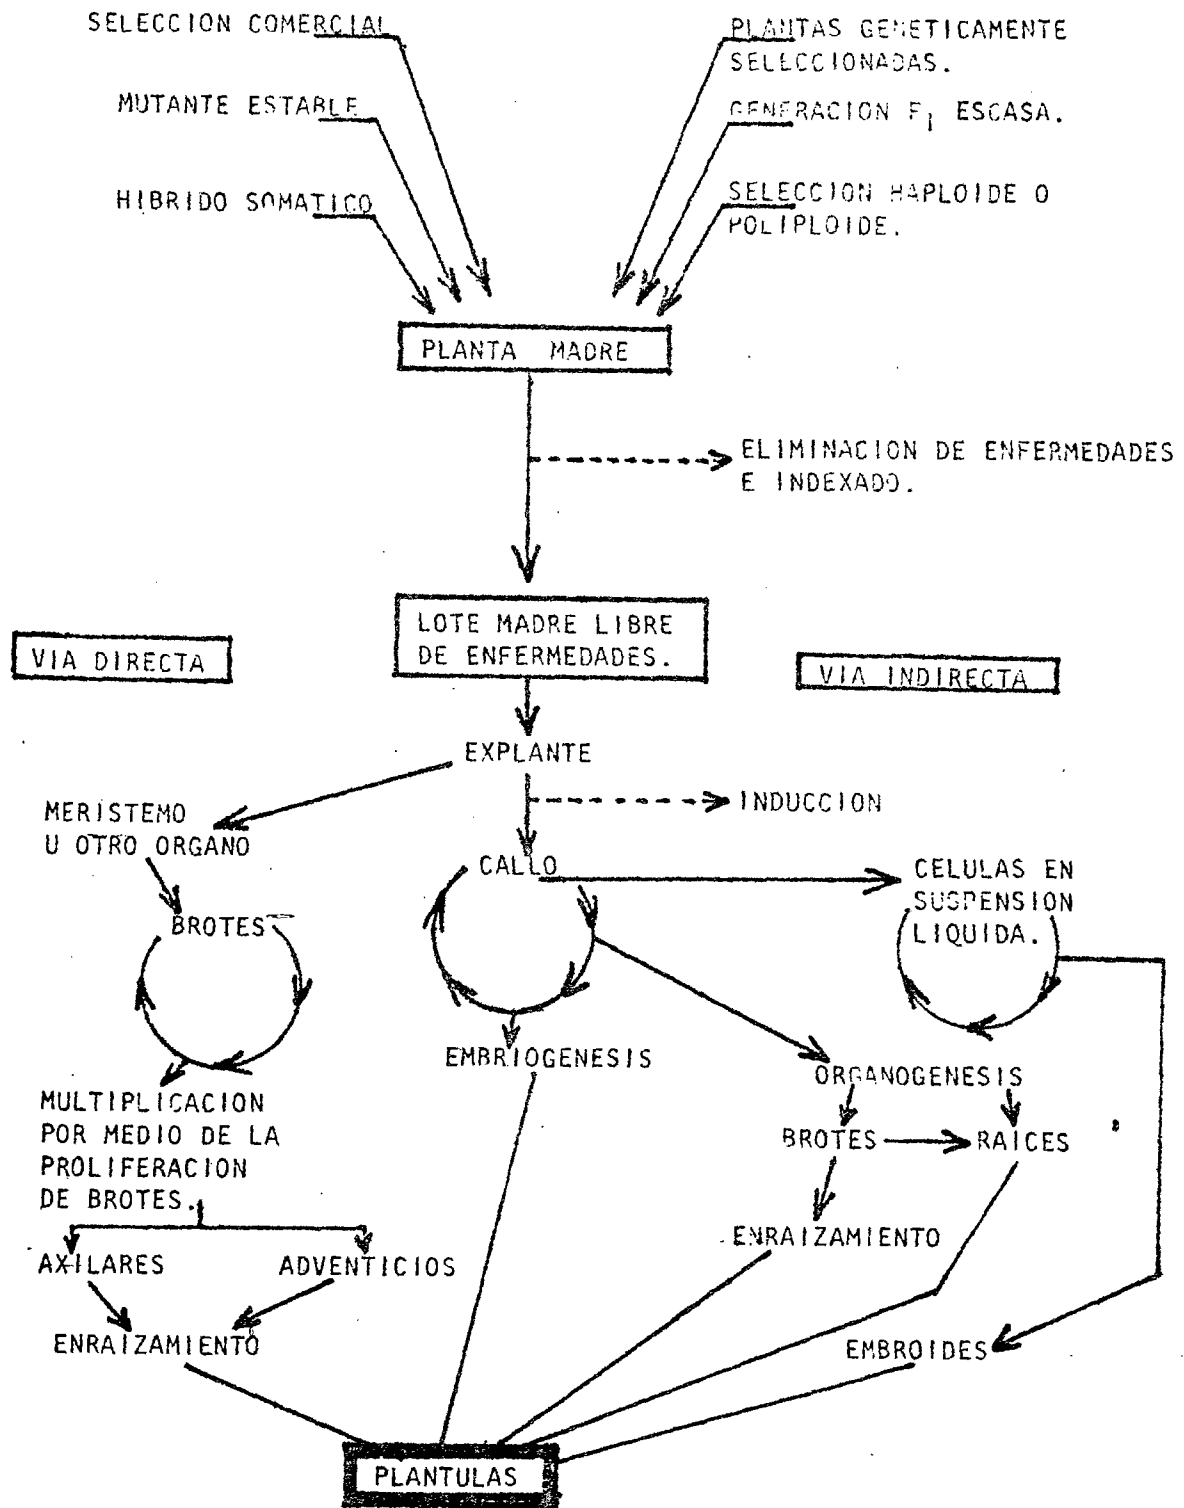 SELECCION COMERCIAL
PLANTAS GENETICAMENTE
SELECCIONADAS.
MUTANTE ESTABLE
GENERACION F₁ ESCASA.
HIBRIDO SOMATICO
SELECCION HAPLOIDE O
POLIPLOIDE.
PLANTA MADRE
ELIMINACION DE ENFERMEDADES
E INDEXADO.
LOTE MADRE LIBRE
DE ENFERMEDADES.
VIA DIRECTA
VIA INDIRECTA
EXPLANTE
INDUCCION
MERISTEMO
U OTRO ORGANO
CALLO
CELULAS EN
SUSPENSION
LIQUIDA.
BROTES
EMBRIOGENESIS
ORGANOGENESIS
MULTIPLICACION
POR MEDIO DE LA
PROLIFERACION
DE BROTES.
BROTES
RAICES
ENRAIZAMIENTO
AXILARES
ADVENTICIOS
ENRAIZAMIENTO
EMBROIDES
PLANTULAS